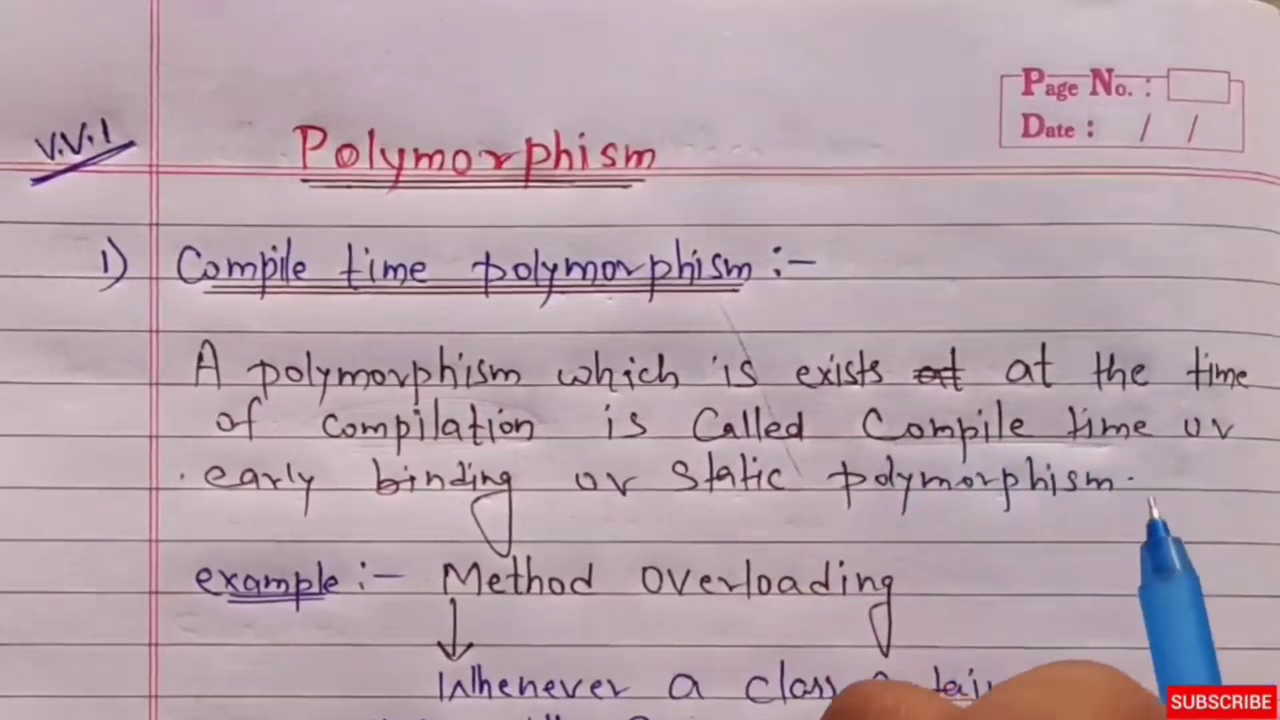 Page No. :
Date : / /
V.V.1
Polymorphism
1) Compile time polymorphism :-
A polymorphism which is exists at at the time
of compilation is called compile time or
early binding or static polymorphism.
example :- Method overloading
Whenever a class
SUBSCRIBE